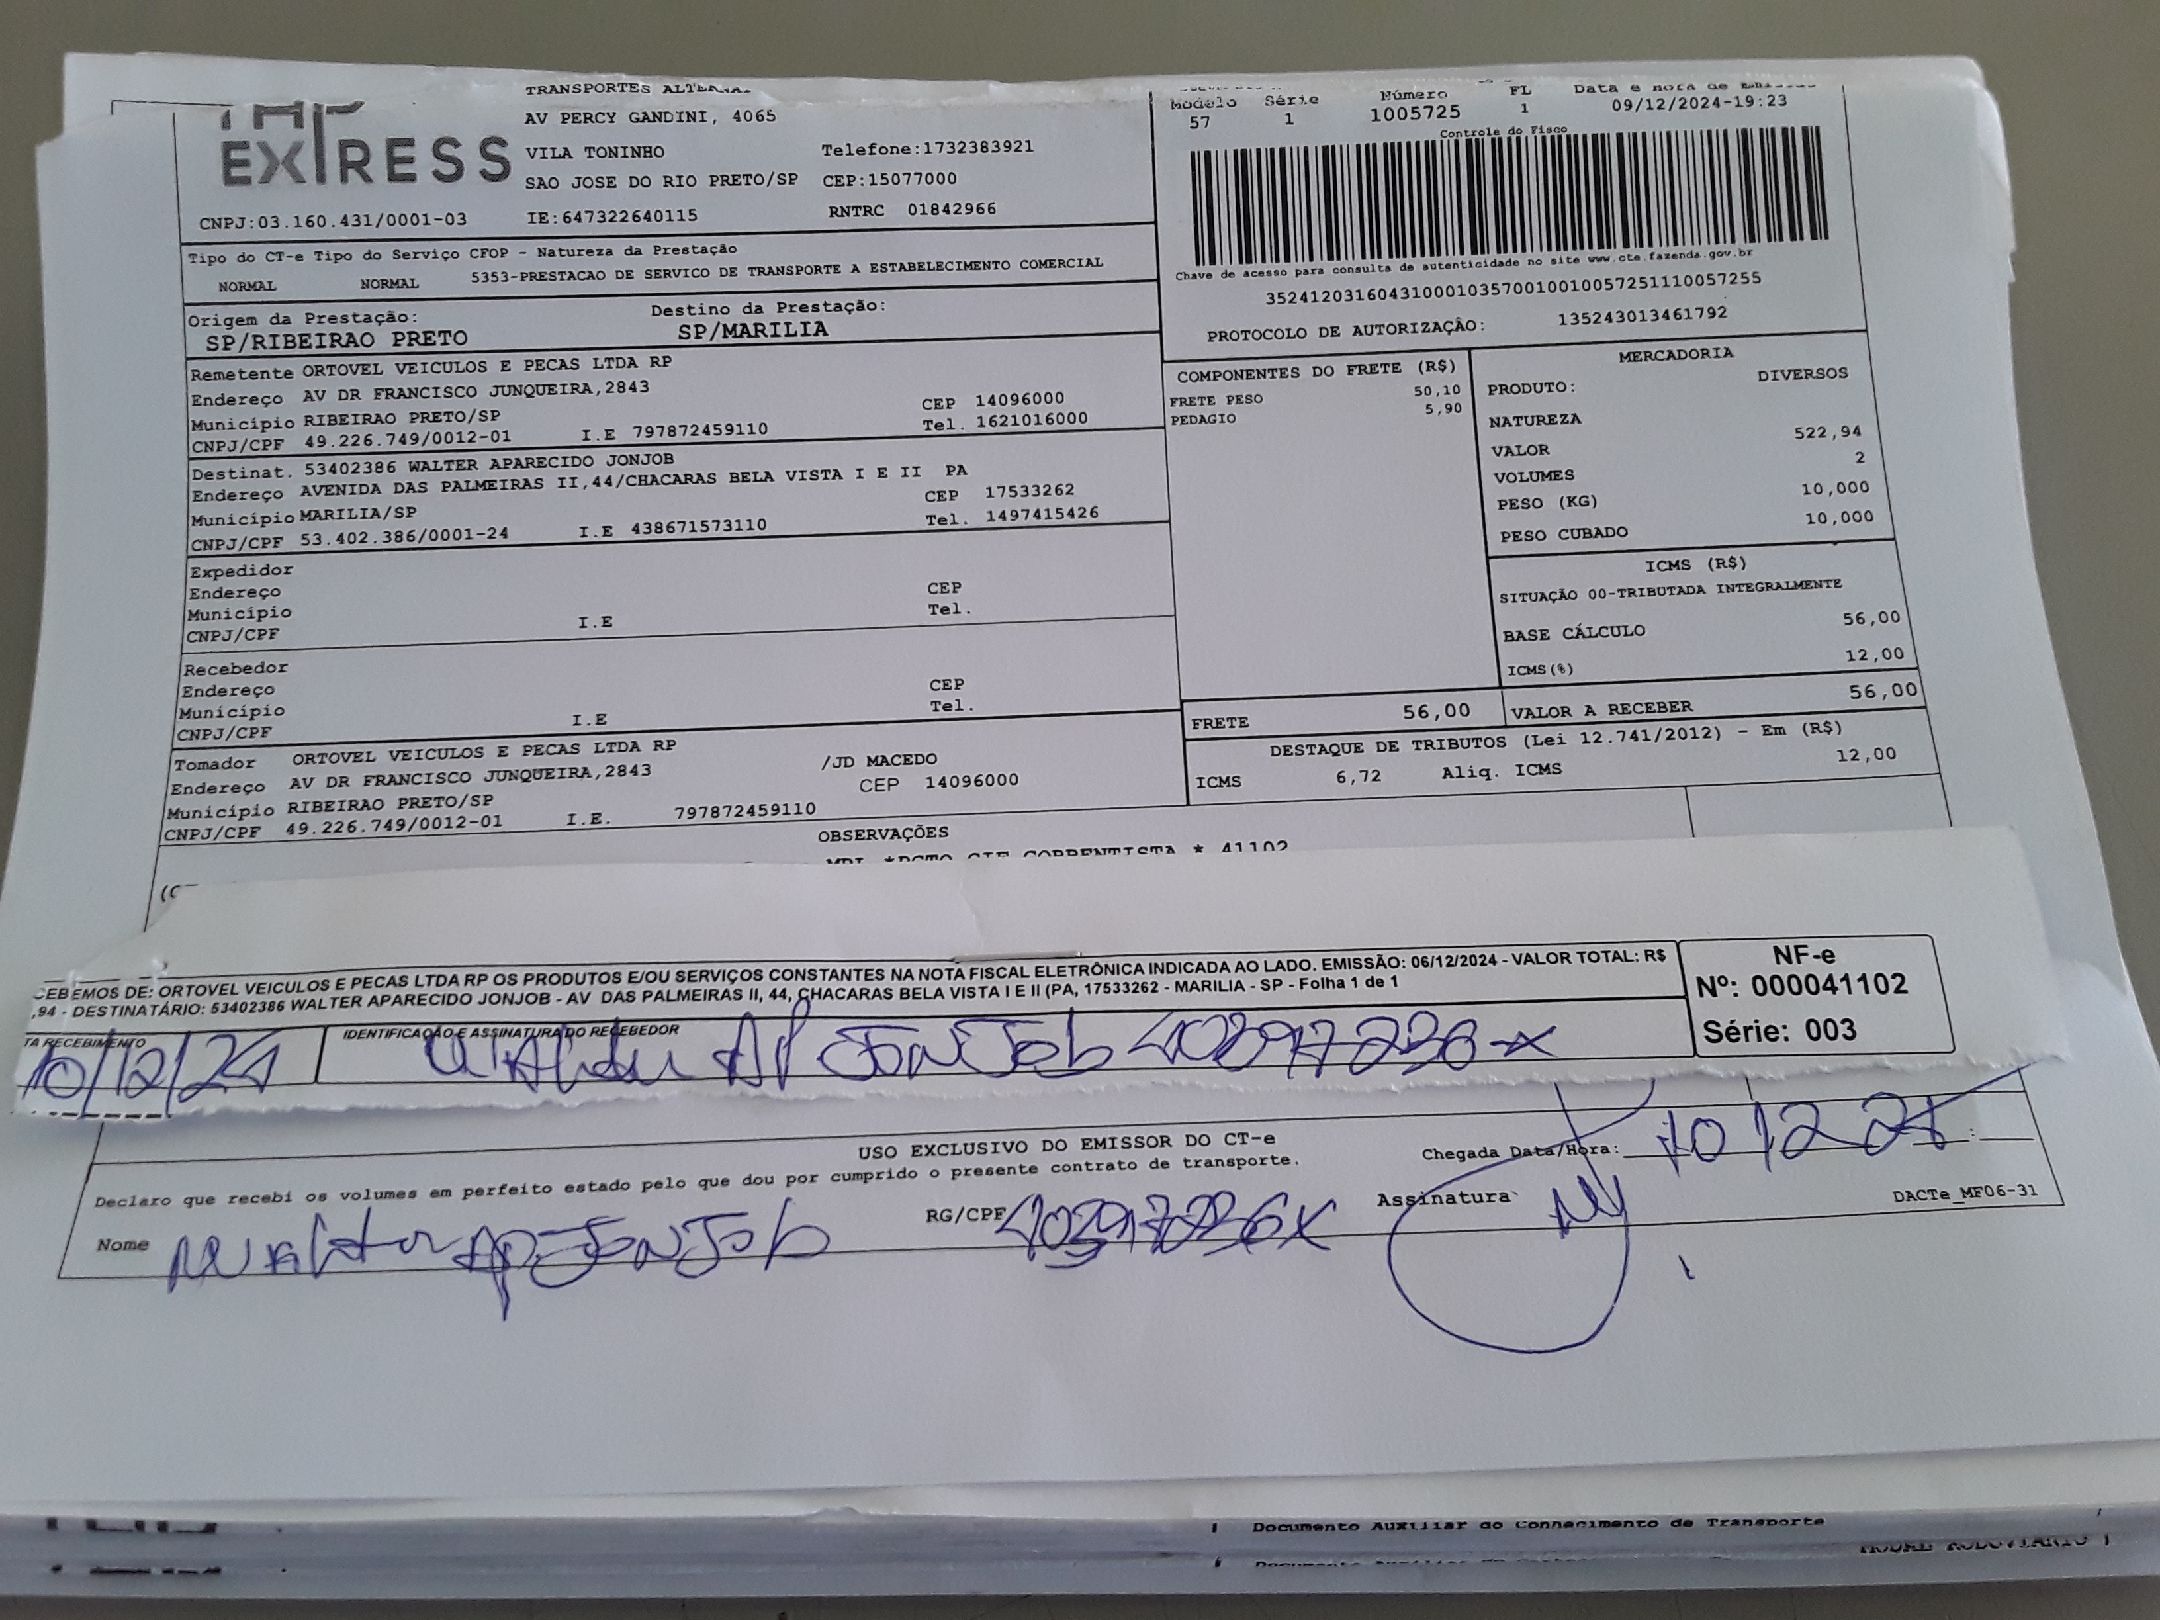 TRANSPORTES ALTERNA.
AV PERCY GANDINI, 4065
EXPRESS
VILA TONINHO Telefone:1732383921
SAO JOSE DO RIO PRETO/SP CEP:15077000
CNPJ:03.160.431/0001-03 IE:647322640115 RNTRC 01842966
Modelo Série Número FL Data e hora de Emissão
57 1 1005725 1 09/12/2024-19:23
Controle do Fisco
Chave de acesso para consulta de autenticidade no site www.cte.fazenda.gov.br
35241203160431000103570010010057251110057255
PROTOCOLO DE AUTORIZAÇÃO: 135243013461792
Tipo do CT-e Tipo do Serviço CFOP - Natureza da Prestação
NORMAL NORMAL 5353-PRESTACAO DE SERVICO DE TRANSPORTE A ESTABELECIMENTO COMERCIAL
Origem da Prestação: Destino da Prestação:
SP/RIBEIRAO PRETO SP/MARILIA
Remetente ORTOVEL VEICULOS E PECAS LTDA RP
Endereço AV DR FRANCISCO JUNQUEIRA,2843
Município RIBEIRAO PRETO/SP CEP 14096000
CNPJ/CPF 49.226.749/0012-01 I.E 797872459110 Tel. 1621016000
Destinat. 53402386 WALTER APARECIDO JONJOB
Endereço AVENIDA DAS PALMEIRAS II,44/CHACARAS BELA VISTA I E II PA
Município MARILIA/SP CEP 17533262
CNPJ/CPF 53.402.386/0001-24 I.E 438671573110 Tel. 1497415426
Expedidor
Endereço CEP
Município Tel.
CNPJ/CPF I.E
Recebedor
Endereço CEP
Município Tel.
CNPJ/CPF I.E
Tomador ORTOVEL VEICULOS E PECAS LTDA RP
Endereço AV DR FRANCISCO JUNQUEIRA,2843 /JD MACEDO
Município RIBEIRAO PRETO/SP CEP 14096000
CNPJ/CPF 49.226.749/0012-01 I.E. 797872459110
COMPONENTES DO FRETE (R$)
FRETE PESO 50,10
PEDAGIO 5,90
MERCADORIA
PRODUTO: DIVERSOS
NATUREZA
VALOR 522,94
VOLUMES 2
PESO (KG) 10,000
PESO CUBADO 10,000
ICMS (R$)
SITUAÇÃO 00-TRIBUTADA INTEGRALMENTE
BASE CÁLCULO 56,00
ICMS(%) 12,00
FRETE 56,00 VALOR A RECEBER 56,00
DESTAQUE DE TRIBUTOS (Lei 12.741/2012) - Em (R$)
ICMS 6,72 Aliq. ICMS 12,00
OBSERVAÇÕES
CORRENTISTA * 41102
CEBEMOS DE: ORTOVEL VEICULOS E PECAS LTDA RP OS PRODUTOS E/OU SERVIÇOS CONSTANTES NA NOTA FISCAL ELETRÔNICA INDICADA AO LADO. EMISSÃO: 06/12/2024 - VALOR TOTAL: R$
,94 - DESTINATÁRIO: 53402386 WALTER APARECIDO JONJOB - AV DAS PALMEIRAS II, 44, CHACARAS BELA VISTA I E II (PA, 17533262 - MARILIA - SP - Folha 1 de 1
NF-e
Nº: 000041102
Série: 003
TA RECEBIMENTO IDENTIFICAÇÃO E ASSINATURA DO RECEBEDOR
10/12/24 Walter AP JonJob
USO EXCLUSIVO DO EMISSOR DO CT-e
Declaro que recebi os volumes em perfeito estado pelo que dou por cumprido o presente contrato de transporte.
Chegada Data/Hora: 10 12 24
Nome Walter AP JonJob RG/CPF Assinatura
DACTe_MF06-31
Documento Auxiliar do Conhecimento de Transporte
MODAL RODOVIARIO